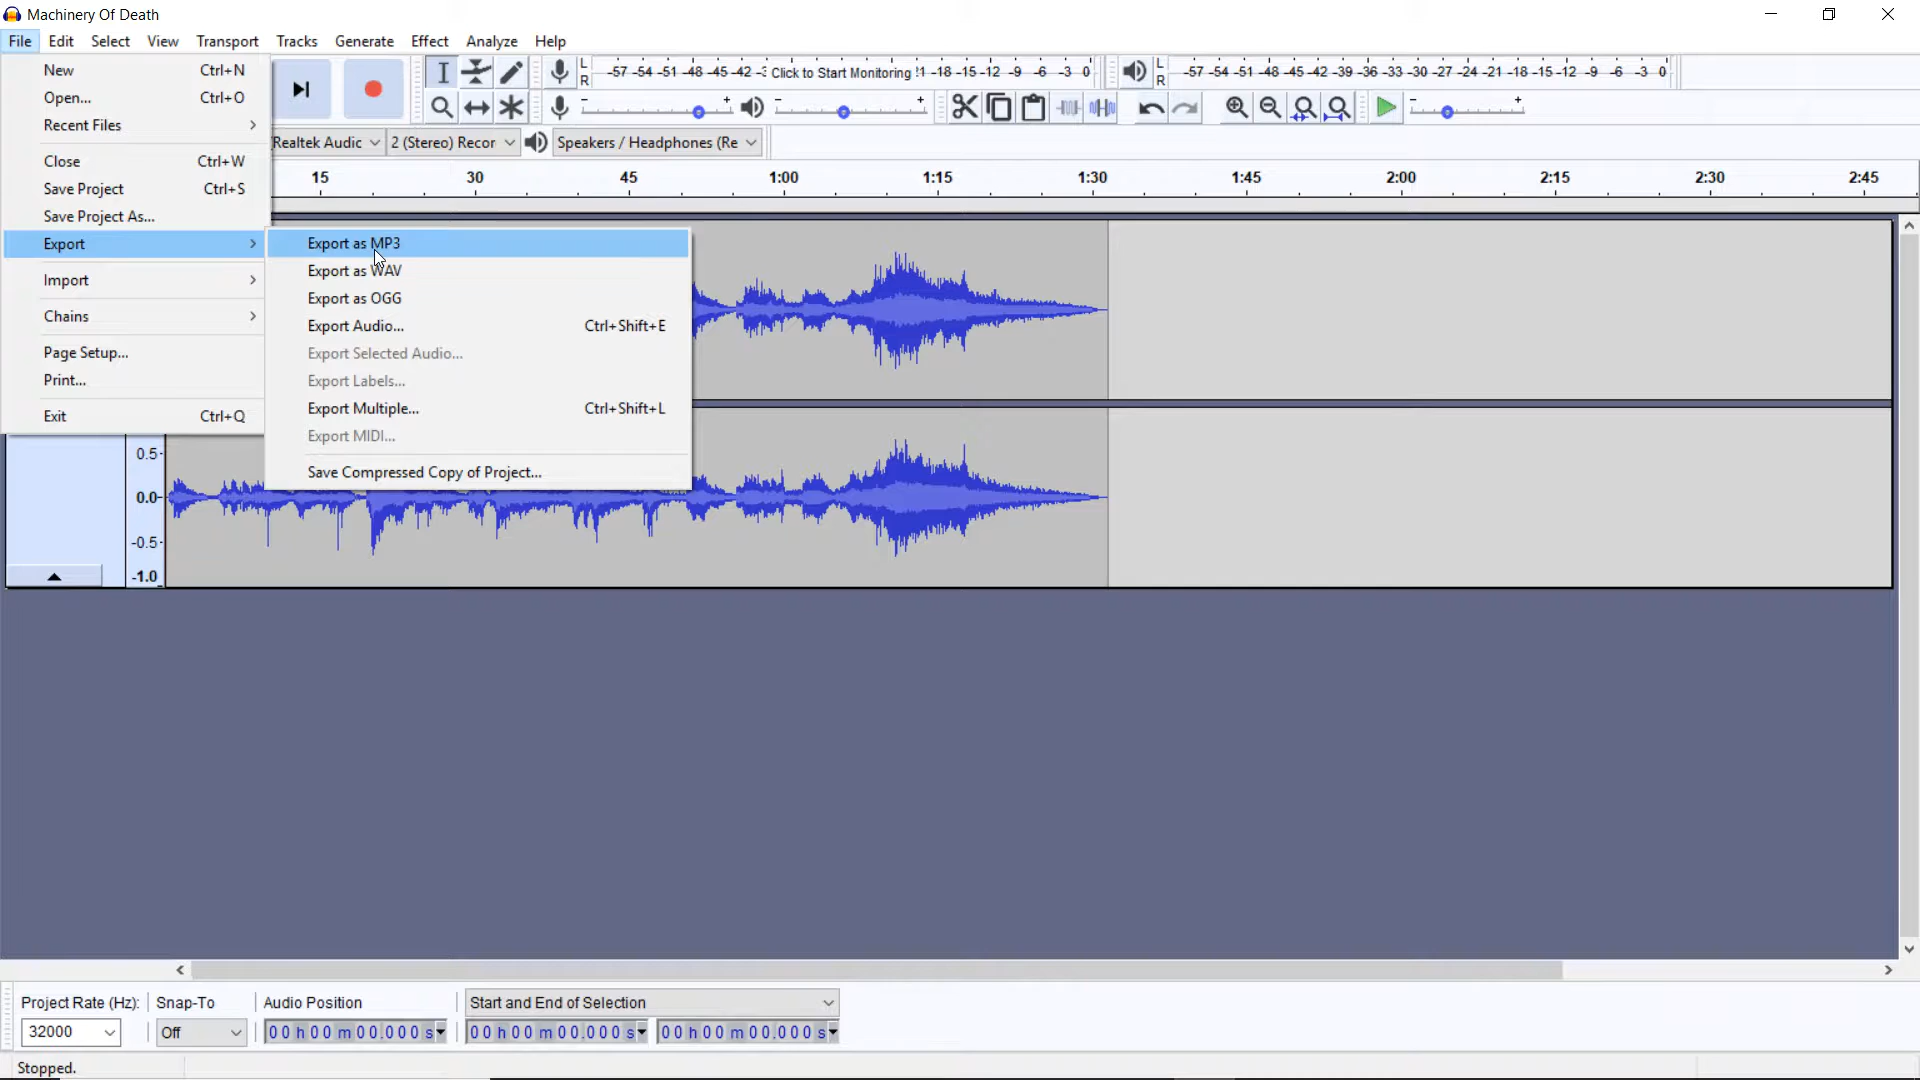 Machinery Of Death
File Edit Select View Transport Tracks Generate Effect Analyze Help
New Ctrl+N
Open... Ctrl+O
Recent Files
Close Ctrl+W
Save Project Ctrl+S
Save Project As...
Export
Import
Chains
Page Setup...
Print...
Exit Ctrl+Q
L R -57 -54 -51 -48 -45 -42 -3 Click to Start Monitoring !1 -18 -15 -12 -9 -6 -3 0
L R -57 -54 -51 -48 -45 -42 -39 -36 -33 -30 -27 -24 -21 -18 -15 -12 -9 -6 -3 0
- + - + - +
Realtek Audic 2 (Stereo) Recor Speakers / Headphones (Re
15 30 45 1:00 1:15 1:30 1:45 2:00 2:15 2:30 2:45
Export as MP3
Export as WAV
Export as OGG
Export Audio... Ctrl+Shift+E
Export Selected Audio...
Export Labels...
Export Multiple... Ctrl+Shift+L
Export MIDI...
Save Compressed Copy of Project...
0.5-
0.0-
-0.5-
-1.0
Project Rate (Hz): Snap-To Audio Position Start and End of Selection
32000 Off 00 h 00 m 00.000 s 00 h 00 m 00.000 s 00 h 00 m 00.000 s
Stopped.